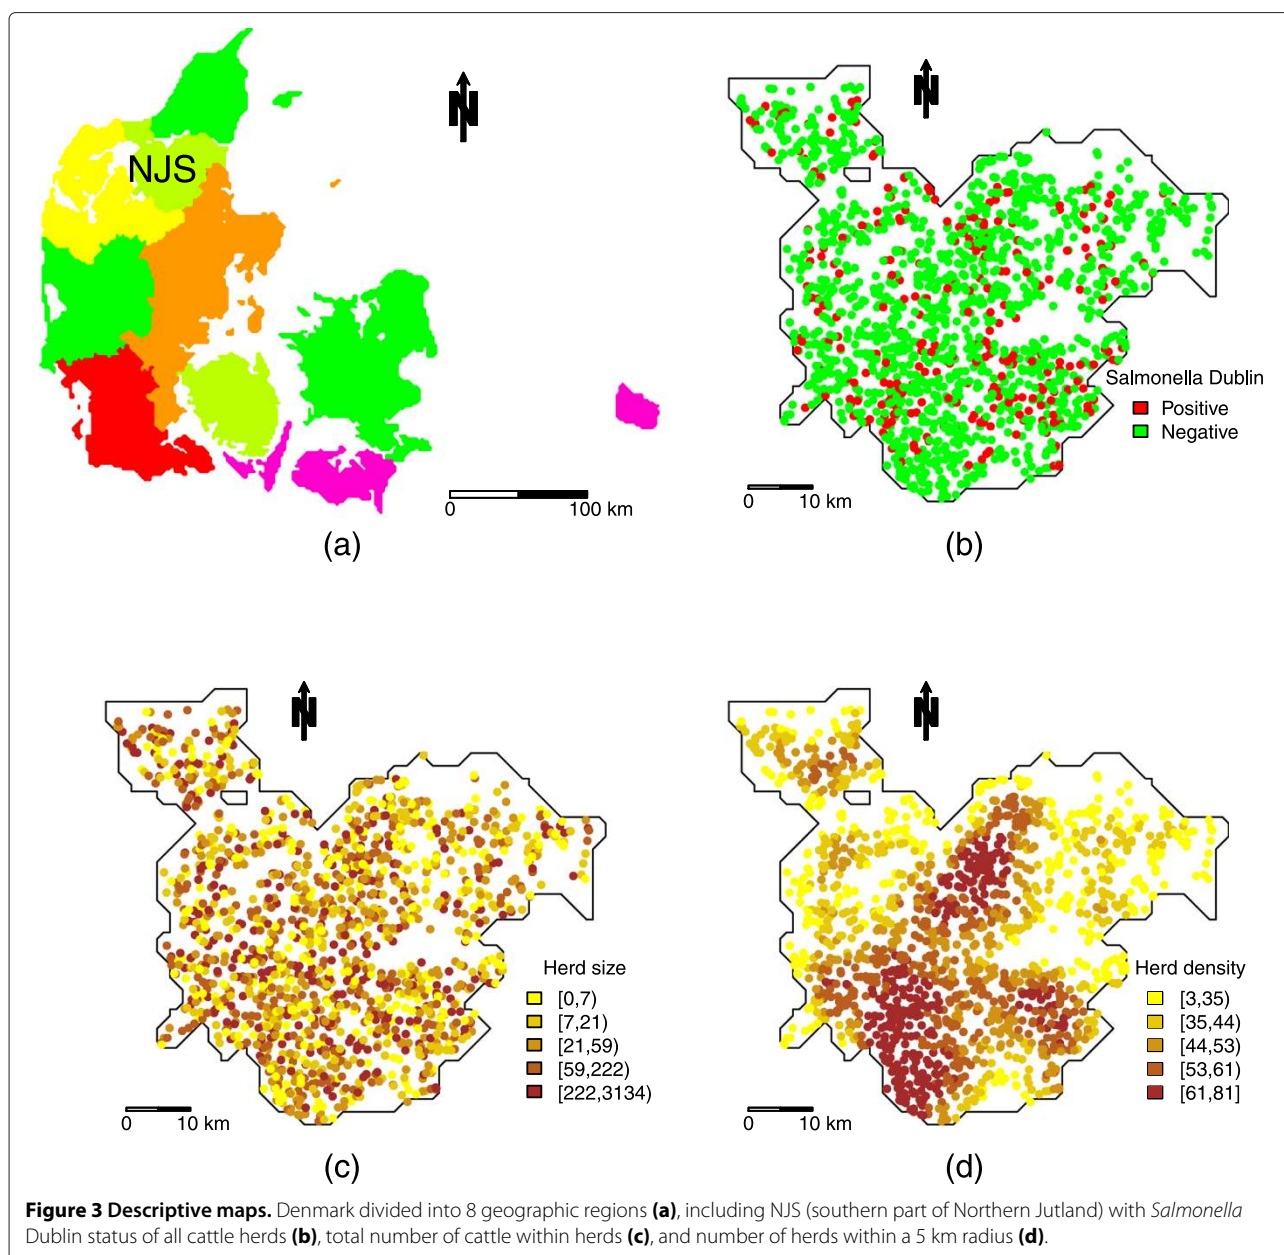 N
NJS
0 100 km
(a)
N
Salmonella Dublin
Positive
Negative
0 10 km
(b)
N
Herd size
[0,7)
[7,21)
[21,59)
[59,222)
[222,3134)
0 10 km
(c)
N
Herd density
[3,35)
[35,44)
[44,53)
[53,61)
[61,81]
0 10 km
(d)
Figure 3 Descriptive maps. Denmark divided into 8 geographic regions (a), including NJS (southern part of Northern Jutland) with Salmonella
Dublin status of all cattle herds (b), total number of cattle within herds (c), and number of herds within a 5 km radius (d).